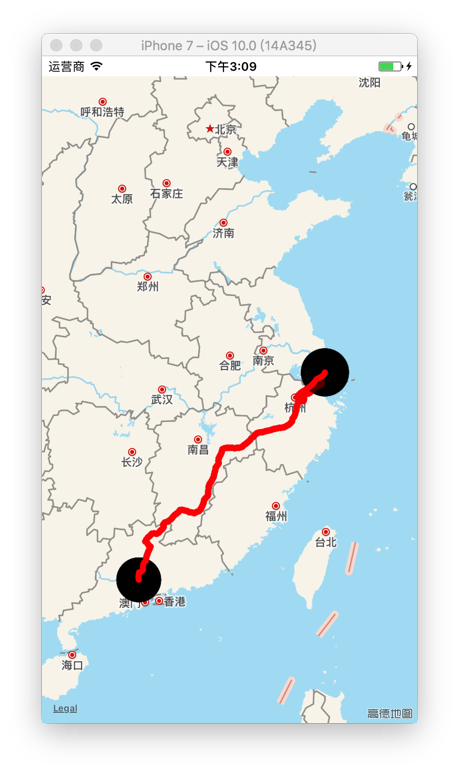 iPhone 7 – iOS 10.0 (14A345)
运营商
下午3:09
沈阳
呼和浩特
北京
天津
太原
石家庄
济南
郑州
安
合肥
南京
武汉
杭州
长沙
南昌
福州
台北
澳门
香港
海口
Legal
高德地图